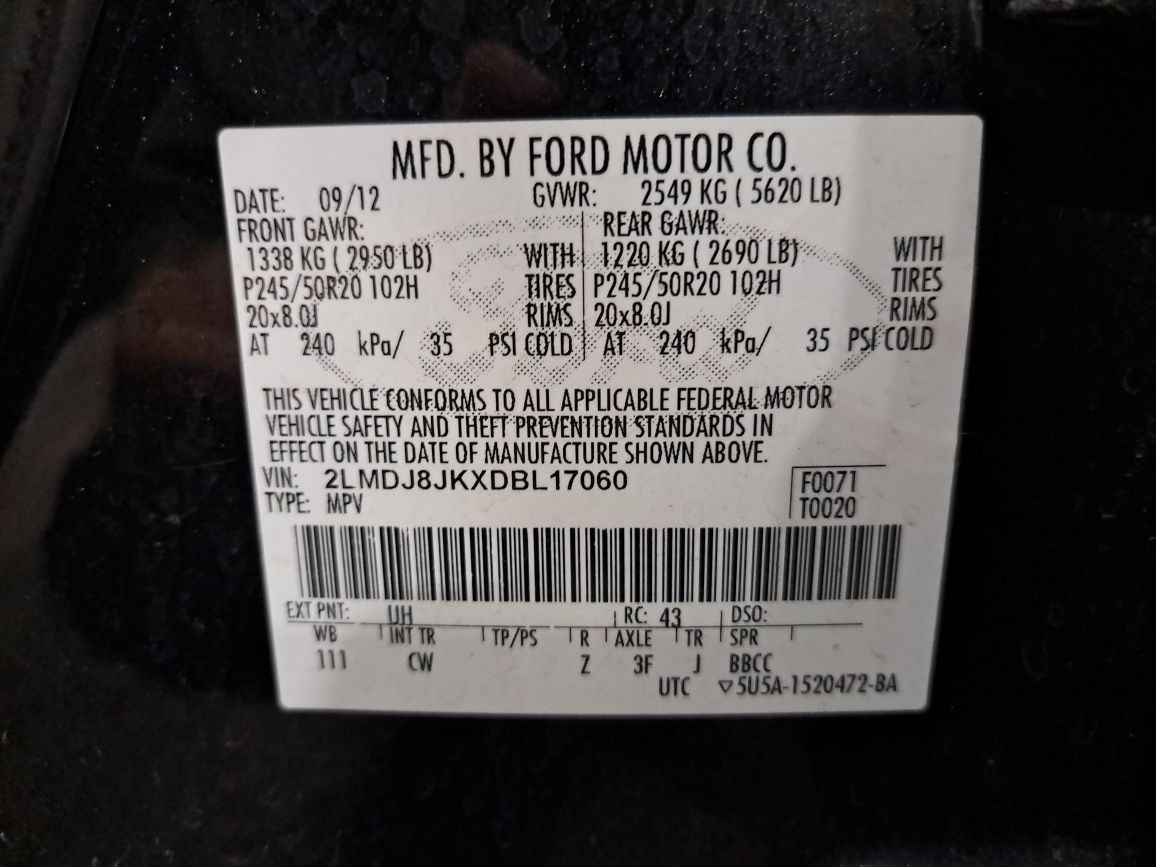 MFD. BY FORD MOTOR CO.
DATE: 09/12 GVWR: 2549 KG ( 5620 LB)
FRONT GAWR: REAR GAWR:
1338 KG ( 2950 LB) WITH 1220 KG ( 2690 LB) WITH
P245/50R20 102H TIRES P245/50R20 102H TIRES
20x8.0J RIMS 20x8.0J RIMS
AT 240 kPa/ 35 PSI COLD AT 240 kPa/ 35 PSI COLD
THIS VEHICLE CONFORMS TO ALL APPLICABLE FEDERAL MOTOR
VEHICLE SAFETY AND THEFT PREVENTION STANDARDS IN
EFFECT ON THE DATE OF MANUFACTURE SHOWN ABOVE.
VIN: 2LMDJ8JKXDBL17060 F0071
TYPE: MPV T0020
EXT PNT: UH RC: 43 DSO:
WB INT TR TP/PS R AXLE TR SPR
111 CW Z 3F J BBCC
UTC ▽5U5A-1520472-BA